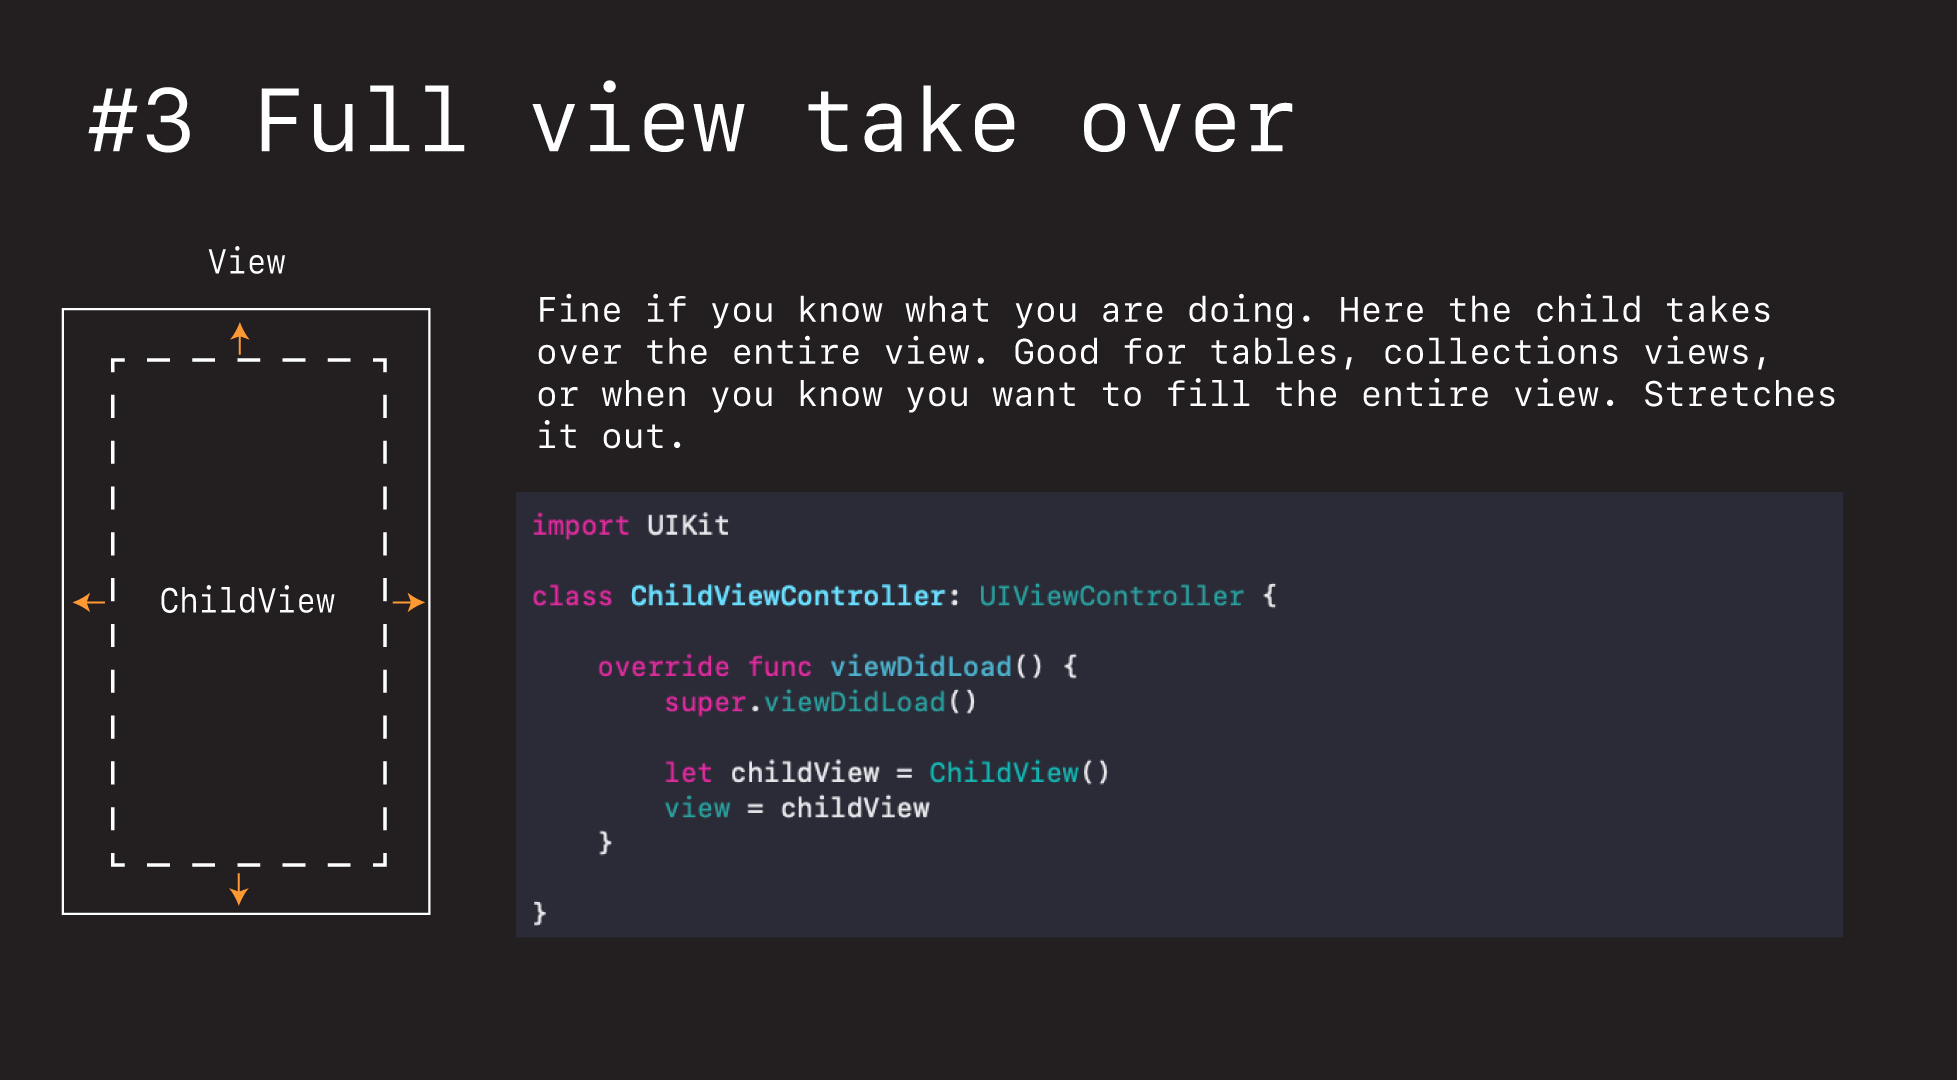 #3 Full view take over
View
ChildView
Fine if you know what you are doing. Here the child takes
over the entire view. Good for tables, collections views,
or when you know you want to fill the entire view. Stretches
it out.
import UIKit
class ChildViewController: UIViewController {
override func viewDidLoad() {
super.viewDidLoad()
let childView = ChildView()
view = childView
}
}